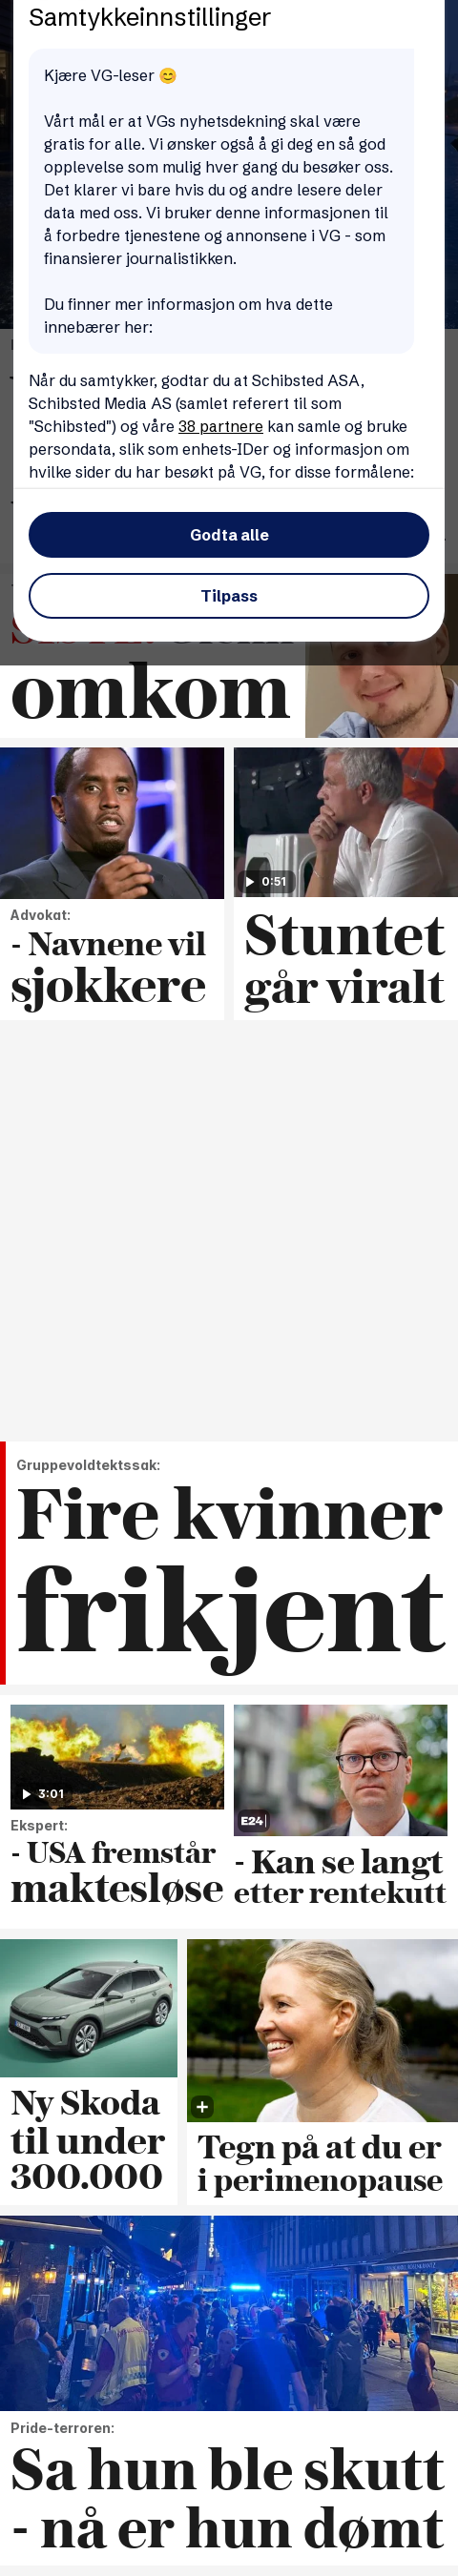 Samtykkeinnstillinger
Kjære VG-leser 😊
Vårt mål er at VGs nyhetsdekning skal være
gratis for alle. Vi ønsker også å gi deg en så god
opplevelse som mulig hver gang du besøker oss.
Det klarer vi bare hvis du og andre lesere deler
data med oss. Vi bruker denne informasjonen til
å forbedre tjenestene og annonsene i VG - som
finansierer journalistikken.
Du finner mer informasjon om hva dette
innebærer her:
Når du samtykker, godtar du at Schibsted ASA,
Schibsted Media AS (samlet referert til som
"Schibsted") og våre 38 partnere kan samle og bruke
persondata, slik som enhets-IDer og informasjon om
hvilke sider du har besøkt på VG, for disse formålene:
Godta alle
Tilpass
omkom
Advokat:
- Navnene vil
sjokkere
0:51
Stuntet
går viralt
Gruppevoldtektssak:
Fire kvinner
frikjent
3:01
Ekspert:
- USA fremstår
maktesløse
E24
- Kan se langt
etter rentekutt
Ny Skoda
til under
300.000
Tegn på at du er
i perimenopause
Pride-terroren:
Sa hun ble skutt
- nå er hun dømt